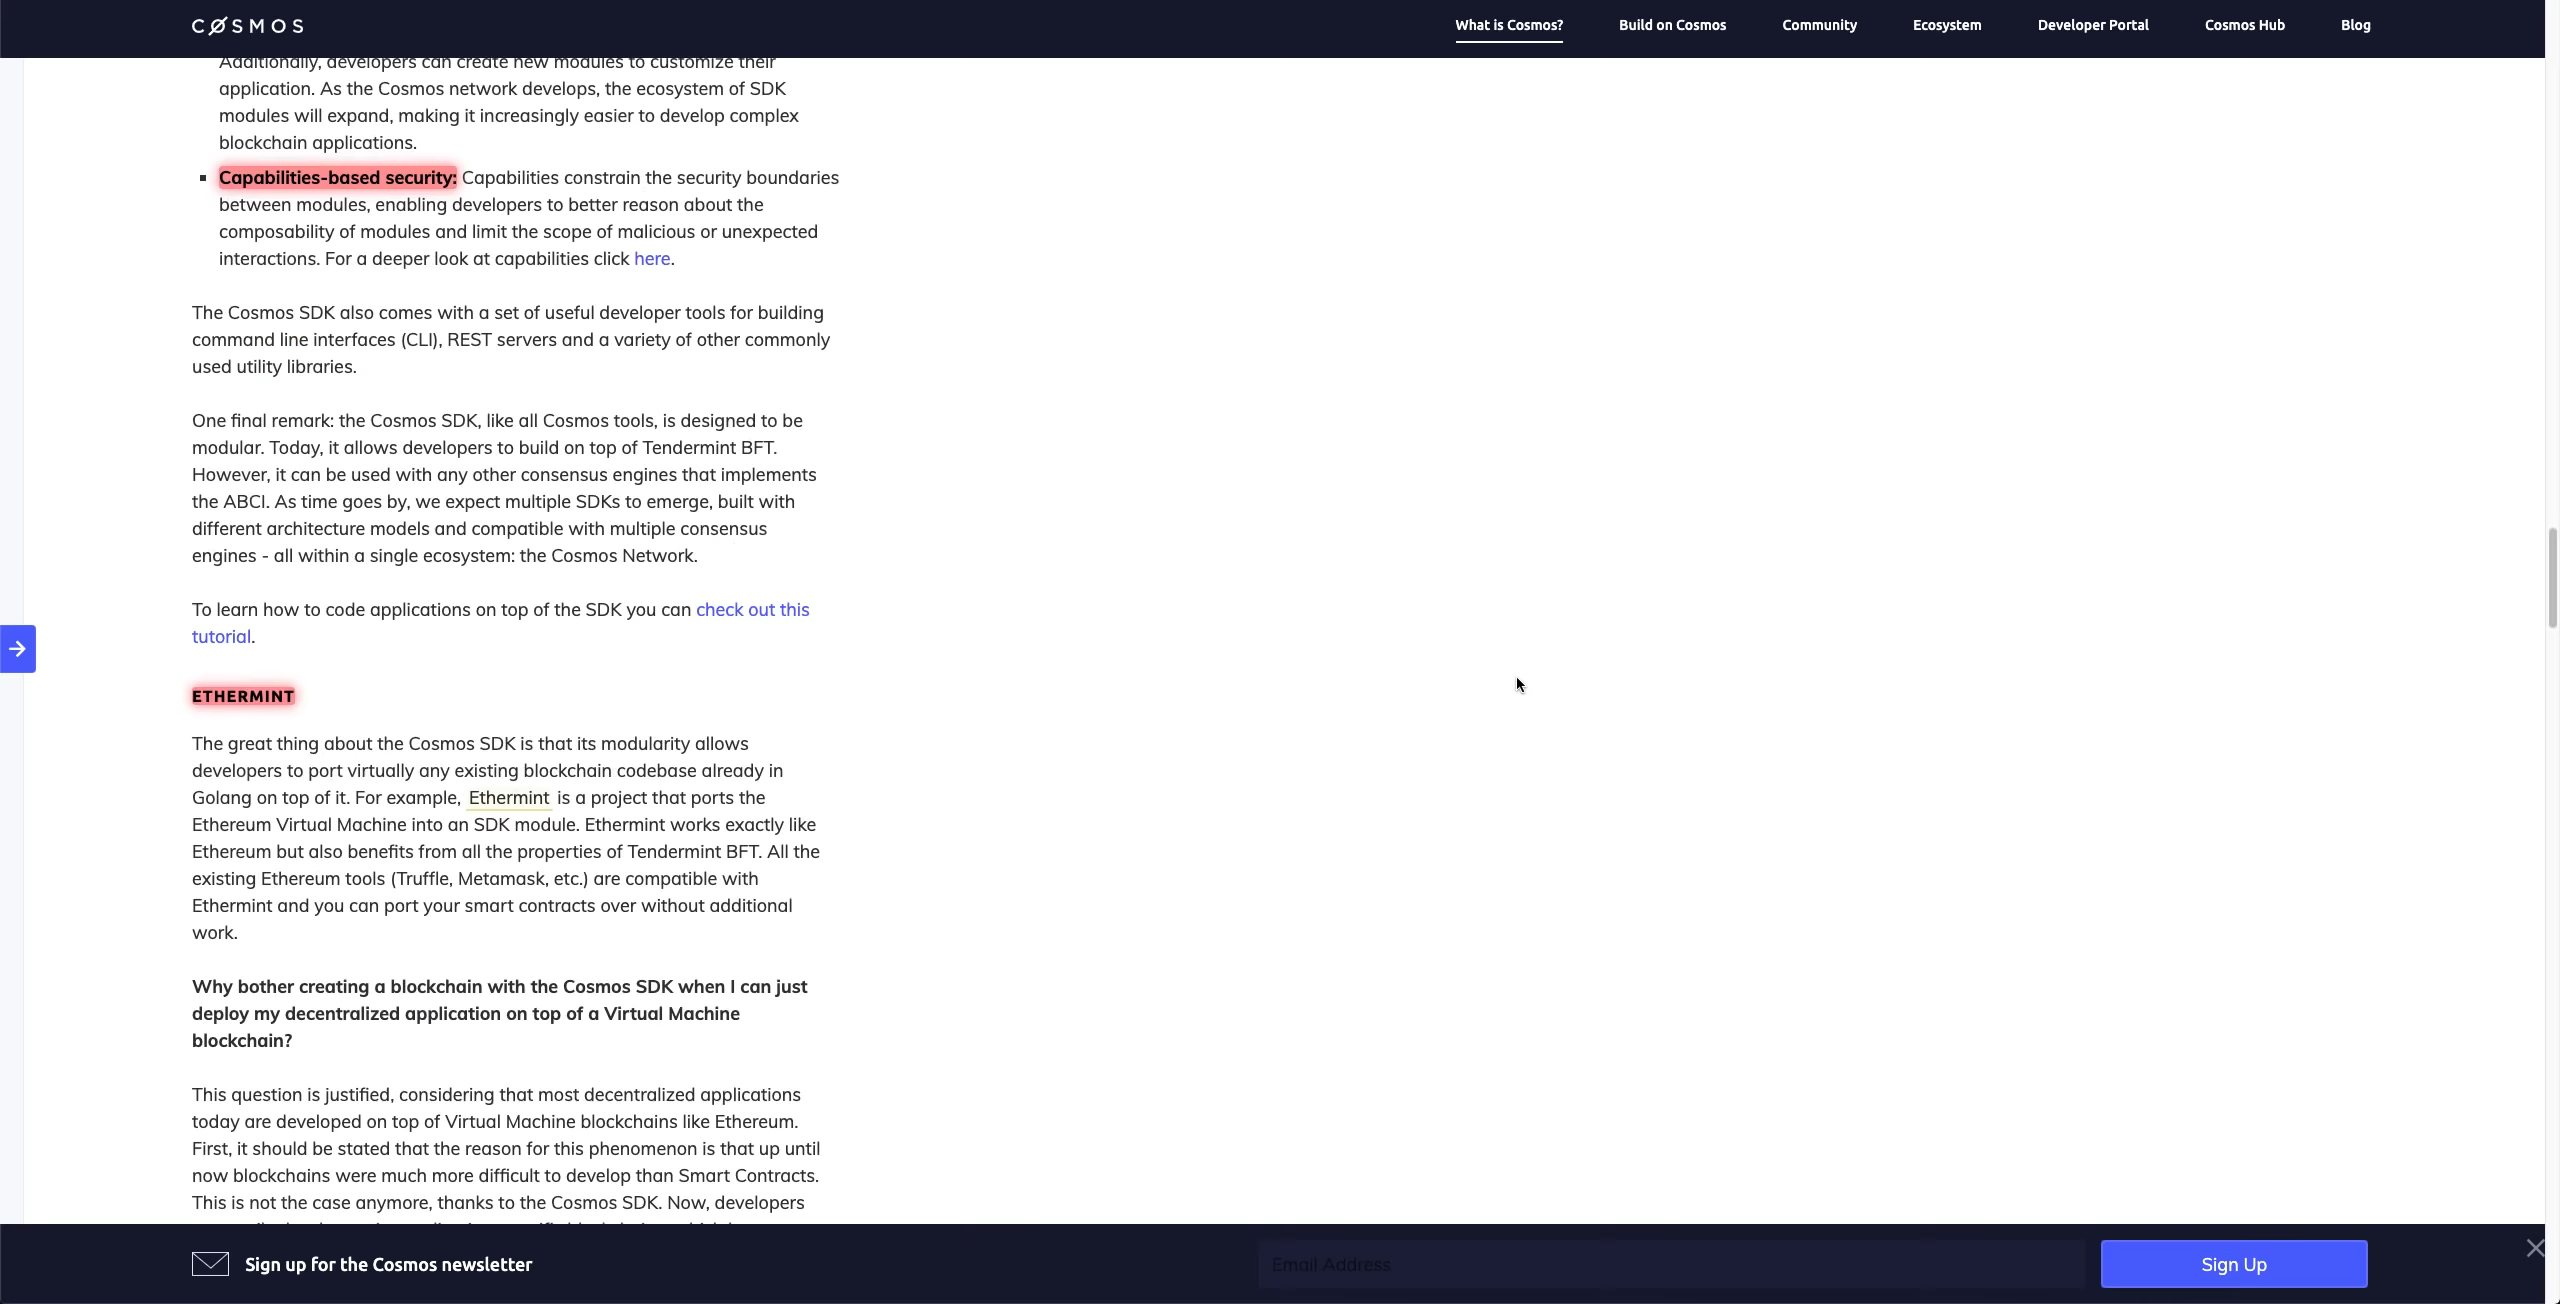 CØSMOS
What is Cosmos?
Build on Cosmos
Community
Ecosystem
Developer Portal
Cosmos Hub
Blog
Additionally, developers can create new modules to customize their
application. As the Cosmos network develops, the ecosystem of SDK
modules will expand, making it increasingly easier to develop complex
blockchain applications.
Capabilities-based security: Capabilities constrain the security boundaries
between modules, enabling developers to better reason about the
composability of modules and limit the scope of malicious or unexpected
interactions. For a deeper look at capabilities click here.
The Cosmos SDK also comes with a set of useful developer tools for building
command line interfaces (CLI), REST servers and a variety of other commonly
used utility libraries.
One final remark: the Cosmos SDK, like all Cosmos tools, is designed to be
modular. Today, it allows developers to build on top of Tendermint BFT.
However, it can be used with any other consensus engines that implements
the ABCI. As time goes by, we expect multiple SDKs to emerge, built with
different architecture models and compatible with multiple consensus
engines - all within a single ecosystem: the Cosmos Network.
To learn how to code applications on top of the SDK you can check out this
tutorial.
ETHERMINT
The great thing about the Cosmos SDK is that its modularity allows
developers to port virtually any existing blockchain codebase already in
Golang on top of it. For example, Ethermint is a project that ports the
Ethereum Virtual Machine into an SDK module. Ethermint works exactly like
Ethereum but also benefits from all the properties of Tendermint BFT. All the
existing Ethereum tools (Truffle, Metamask, etc.) are compatible with
Ethermint and you can port your smart contracts over without additional
work.
Why bother creating a blockchain with the Cosmos SDK when I can just
deploy my decentralized application on top of a Virtual Machine
blockchain?
This question is justified, considering that most decentralized applications
today are developed on top of Virtual Machine blockchains like Ethereum.
First, it should be stated that the reason for this phenomenon is that up until
now blockchains were much more difficult to develop than Smart Contracts.
This is not the case anymore, thanks to the Cosmos SDK. Now, developers
Sign up for the Cosmos newsletter
Email Address
Sign Up